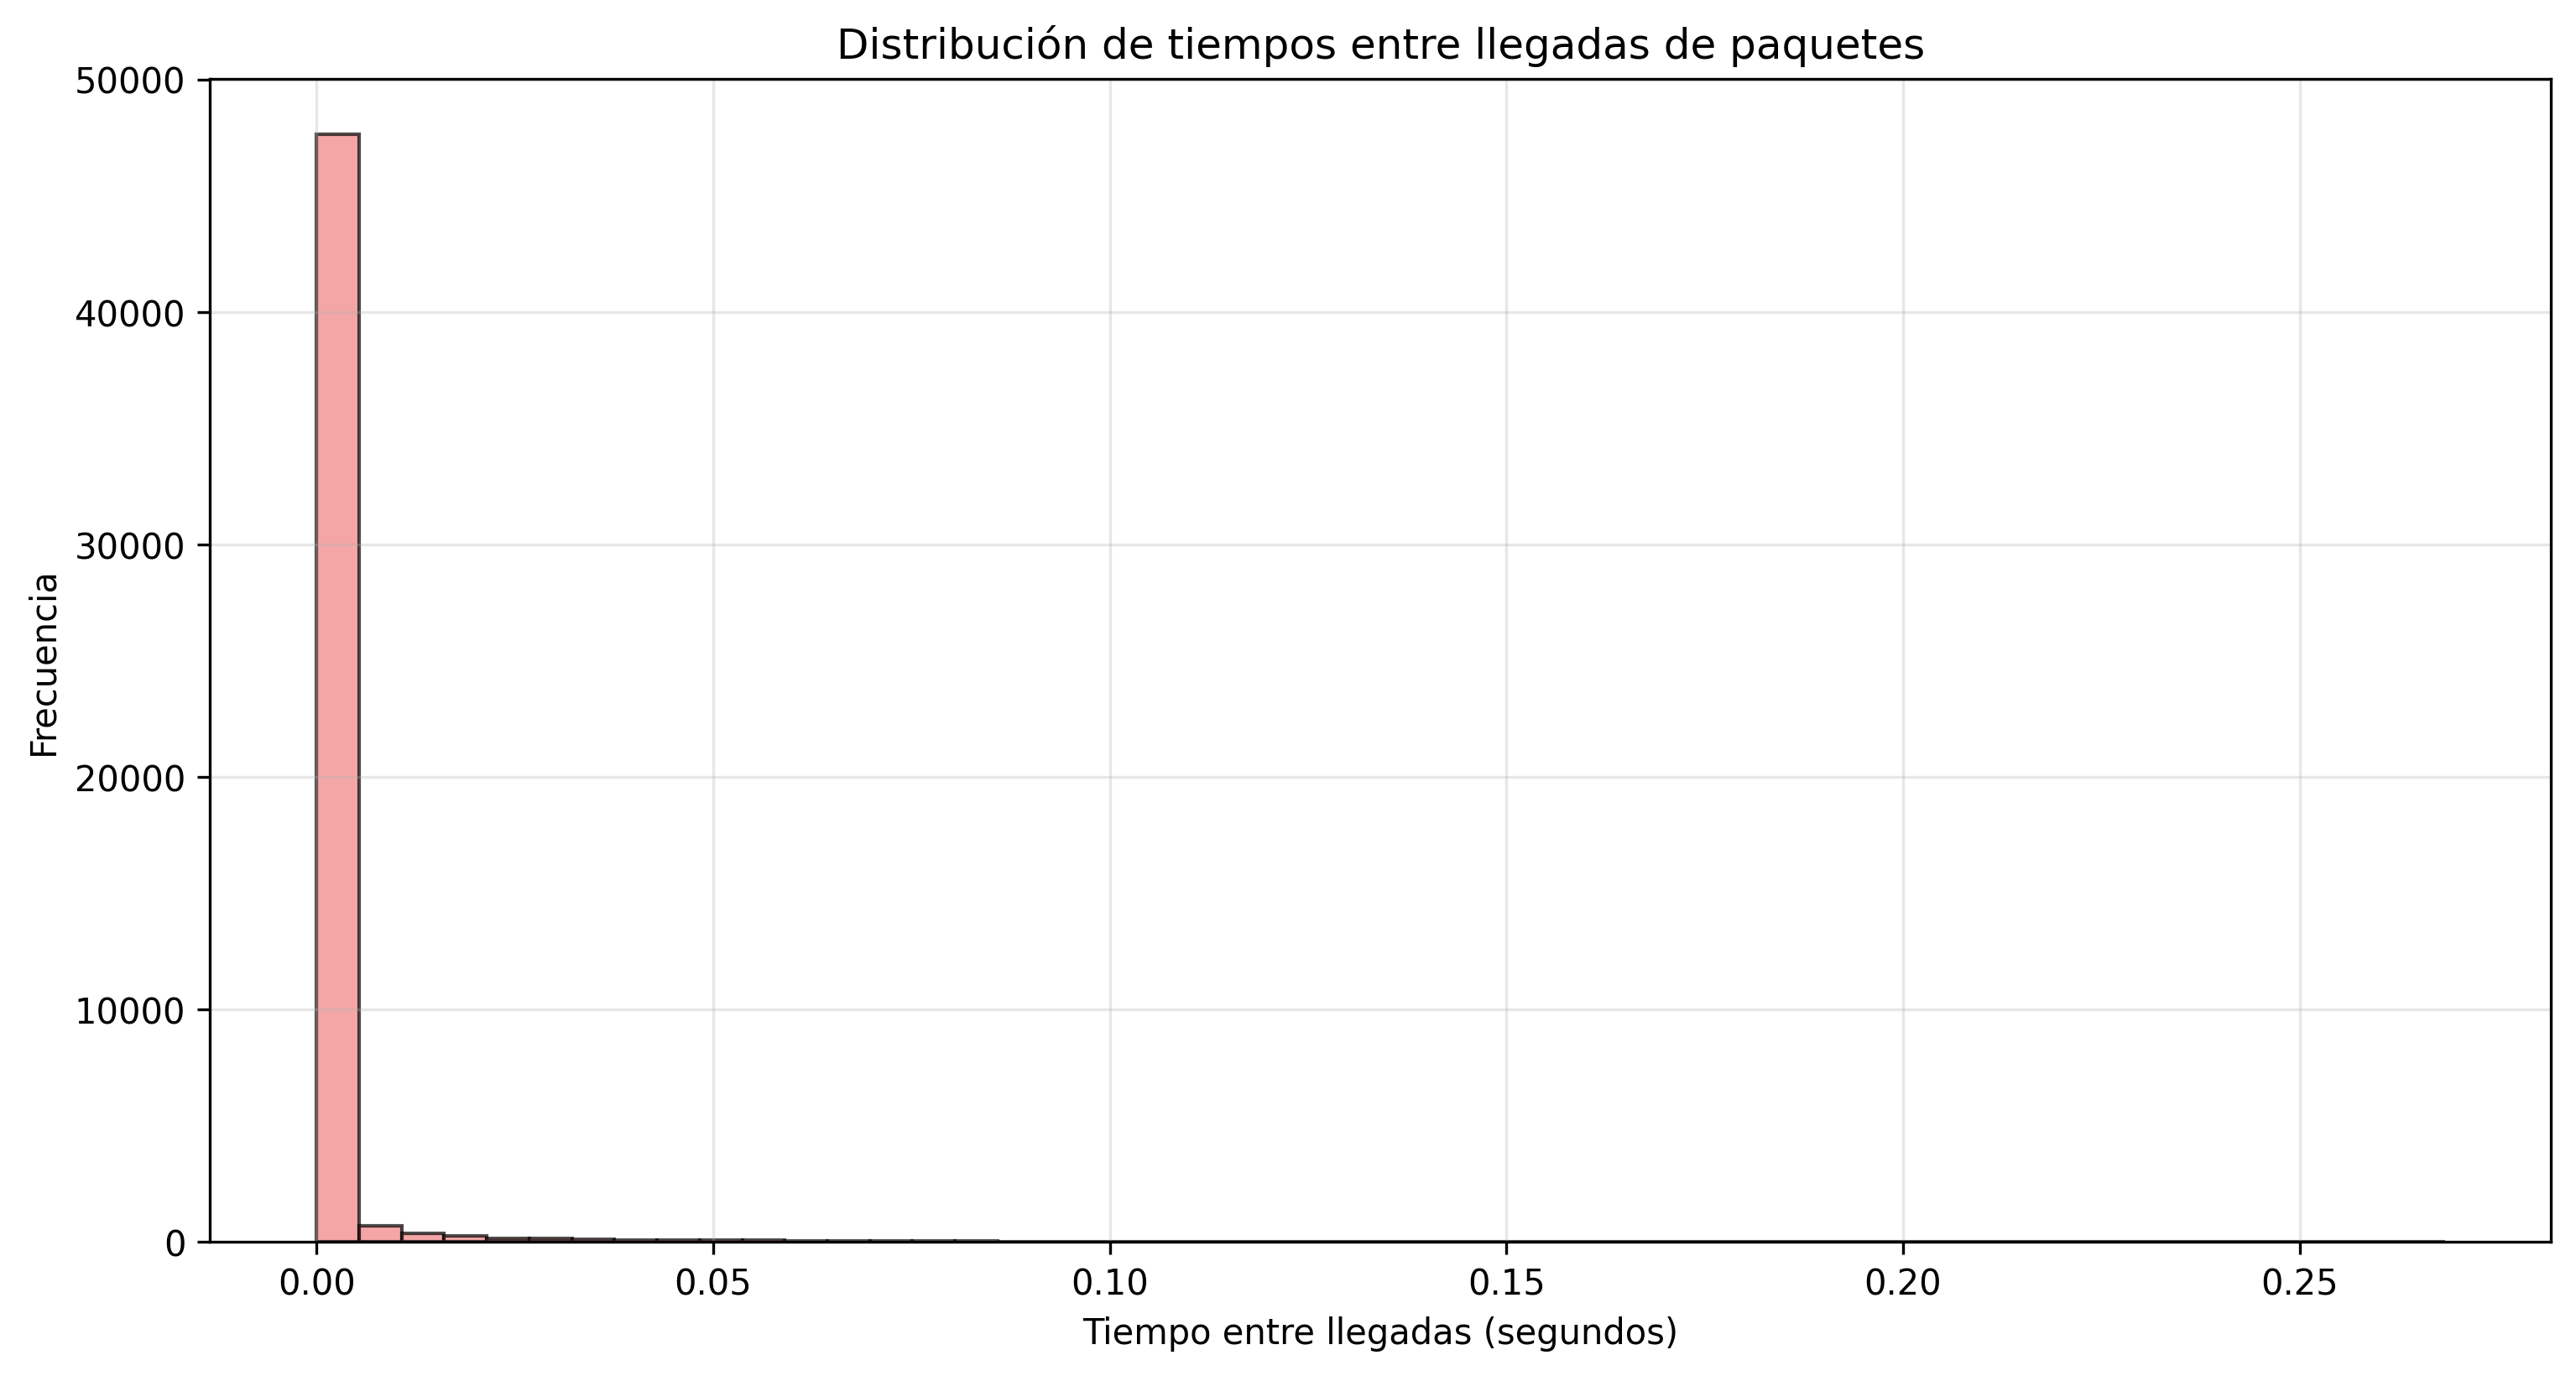 Distribución de tiempos entre llegadas de paquetes
50000
40000
30000
20000
10000
0
Frecuencia
0.00 0.05 0.10 0.15 0.20 0.25
Tiempo entre llegadas (segundos)